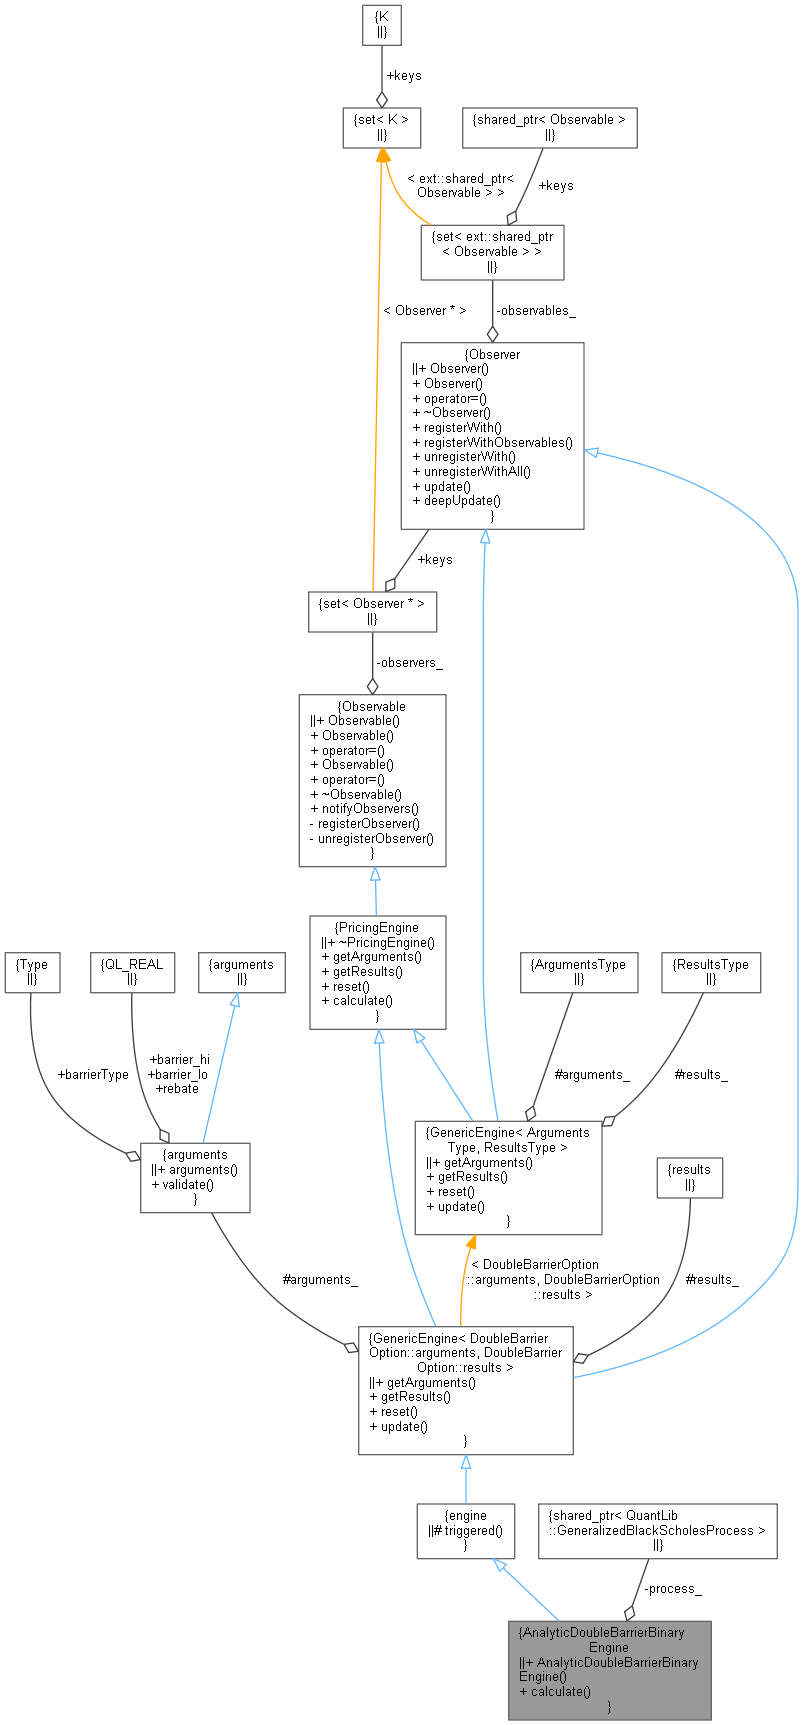 {K
||}
+keys
{set< K >
||}
{shared_ptr< Observable >
||}
< ext::shared_ptr<
Observable > >
+keys
{set< ext::shared_ptr
< Observable > >
||}
< Observer * >
-observables_
{Observer
||+ Observer()
+ Observer()
+ operator=()
+ ~Observer()
+ registerWith()
+ registerWithObservables()
+ unregisterWith()
+ unregisterWithAll()
+ update()
+ deepUpdate()
}
+keys
{set< Observer * >
||}
-observers_
{Observable
||+ Observable()
+ Observable()
+ operator=()
+ Observable()
+ operator=()
+ ~Observable()
+ notifyObservers()
- registerObserver()
- unregisterObserver()
}
{PricingEngine
||+ ~PricingEngine()
+ getArguments()
+ getResults()
+ reset()
+ calculate()
}
{Type
||}
{QL_REAL
||}
{arguments
||}
{ArgumentsType
||}
{ResultsType
||}
+barrierType
+barrier_hi
+barrier_lo
+rebate
#arguments_
#results_
{arguments
||+ arguments()
+ validate()
}
{GenericEngine< Arguments
Type, ResultsType >
||+ getArguments()
+ getResults()
+ reset()
+ update()
}
{results
||}
#arguments_
< DoubleBarrierOption
::arguments, DoubleBarrierOption
::results >
#results_
{GenericEngine< DoubleBarrier
Option::arguments, DoubleBarrier
Option::results >
||+ getArguments()
+ getResults()
+ reset()
+ update()
}
{engine
||# triggered()
}
{shared_ptr< QuantLib
::GeneralizedBlackScholesProcess >
||}
-process_
{AnalyticDoubleBarrierBinary
Engine
||+ AnalyticDoubleBarrierBinary
Engine()
+ calculate()
}